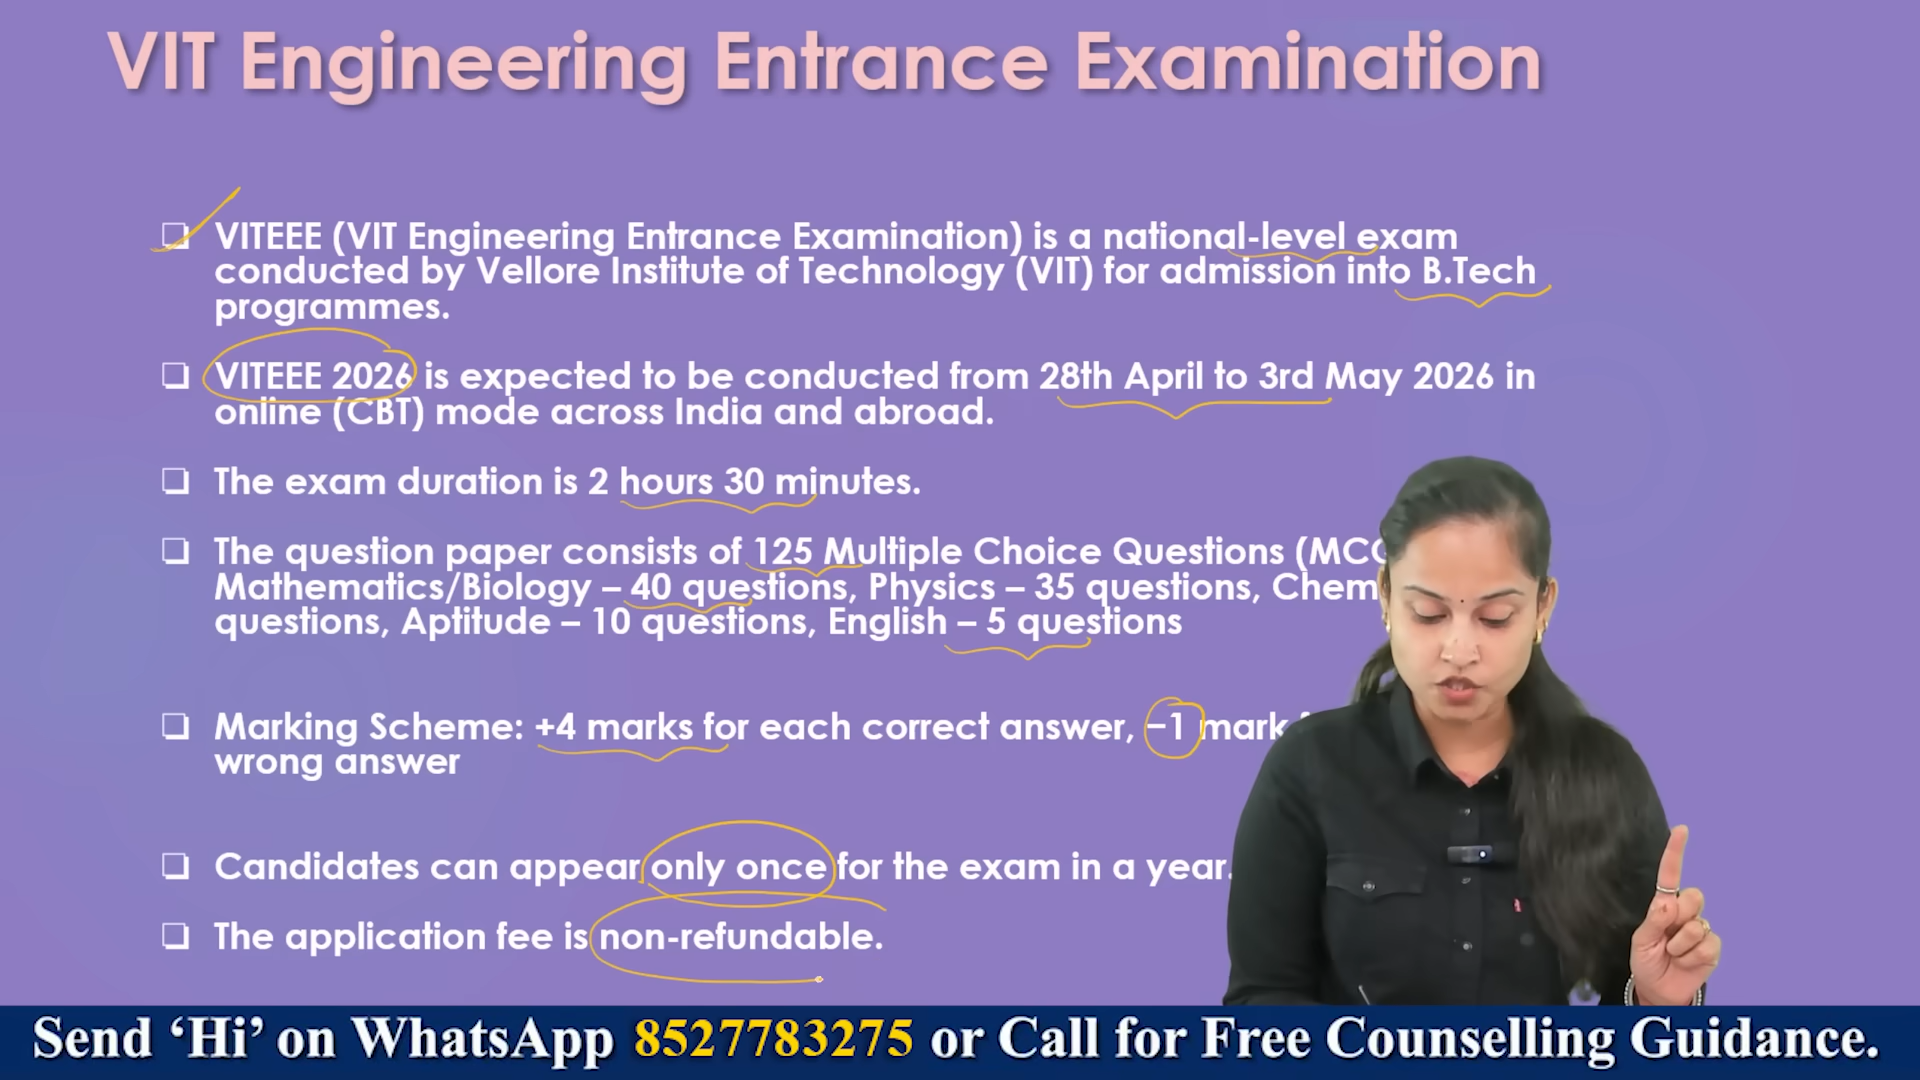 VIT Engineering Entrance Examination
❑ VITEEE (VIT Engineering Entrance Examination) is a national-level exam
conducted by Vellore Institute of Technology (VIT) for admission into B.Tech
programmes.
❑ VITEEE 2026 is expected to be conducted from 28th April to 3rd May 2026 in
online (CBT) mode across India and abroad.
❑ The exam duration is 2 hours 30 minutes.
❑ The question paper consists of 125 Multiple Choice Questions
Mathematics/Biology – 40 questions, Physics – 35 questions,
questions, Aptitude – 10 questions, English – 5 questions
❑ Marking Scheme: +4 marks for each correct answer, –1 mark
wrong answer
❑ Candidates can appear only once for the exam in a year.
❑ The application fee is non-refundable.
Send ‘Hi’ on WhatsApp 8527783275 or Call for Free Counselling Guidance.